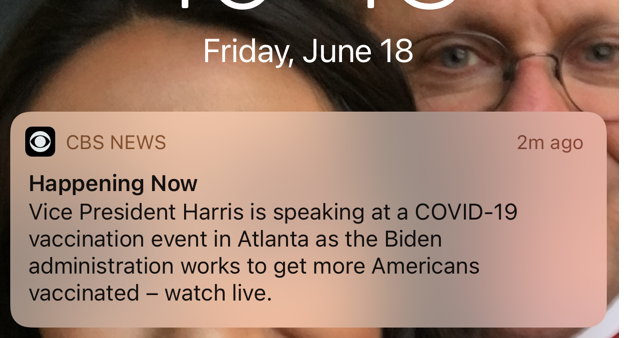 Friday, June 18
CBS NEWS 2m ago
Happening Now
Vice President Harris is speaking at a COVID-19
vaccination event in Atlanta as the Biden
administration works to get more Americans
vaccinated – watch live.